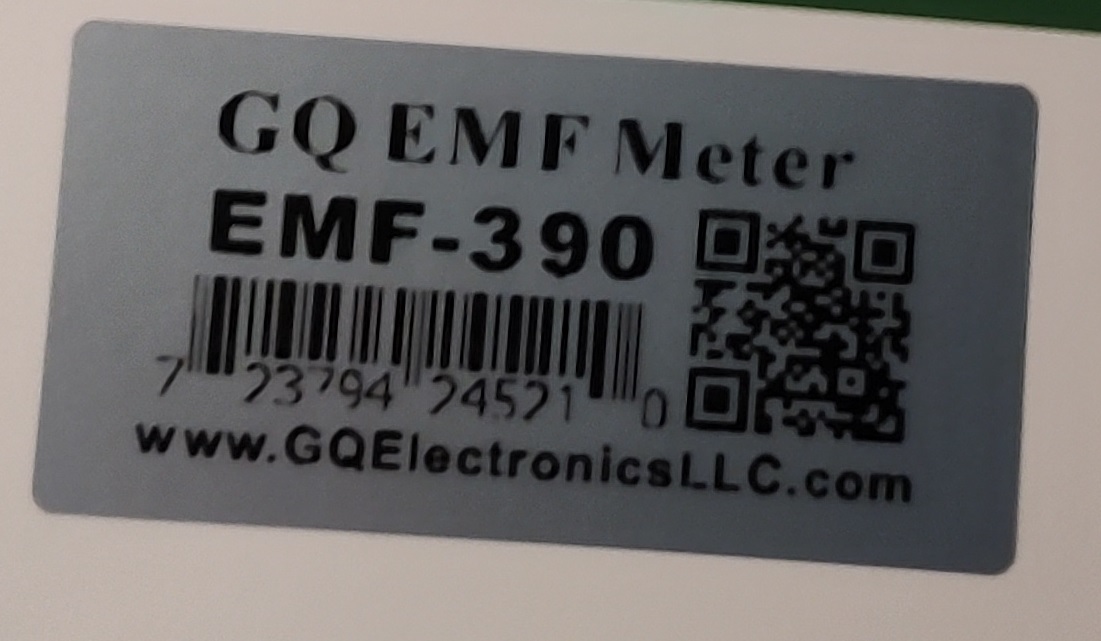 GQ EMF Meter
EMF-390
7 23794 24521 0
www.GQElectronicsLLC.com